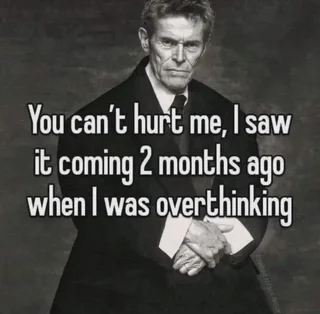 You can't hurt me, I saw
it coming 2 months ago
when I was overthinking